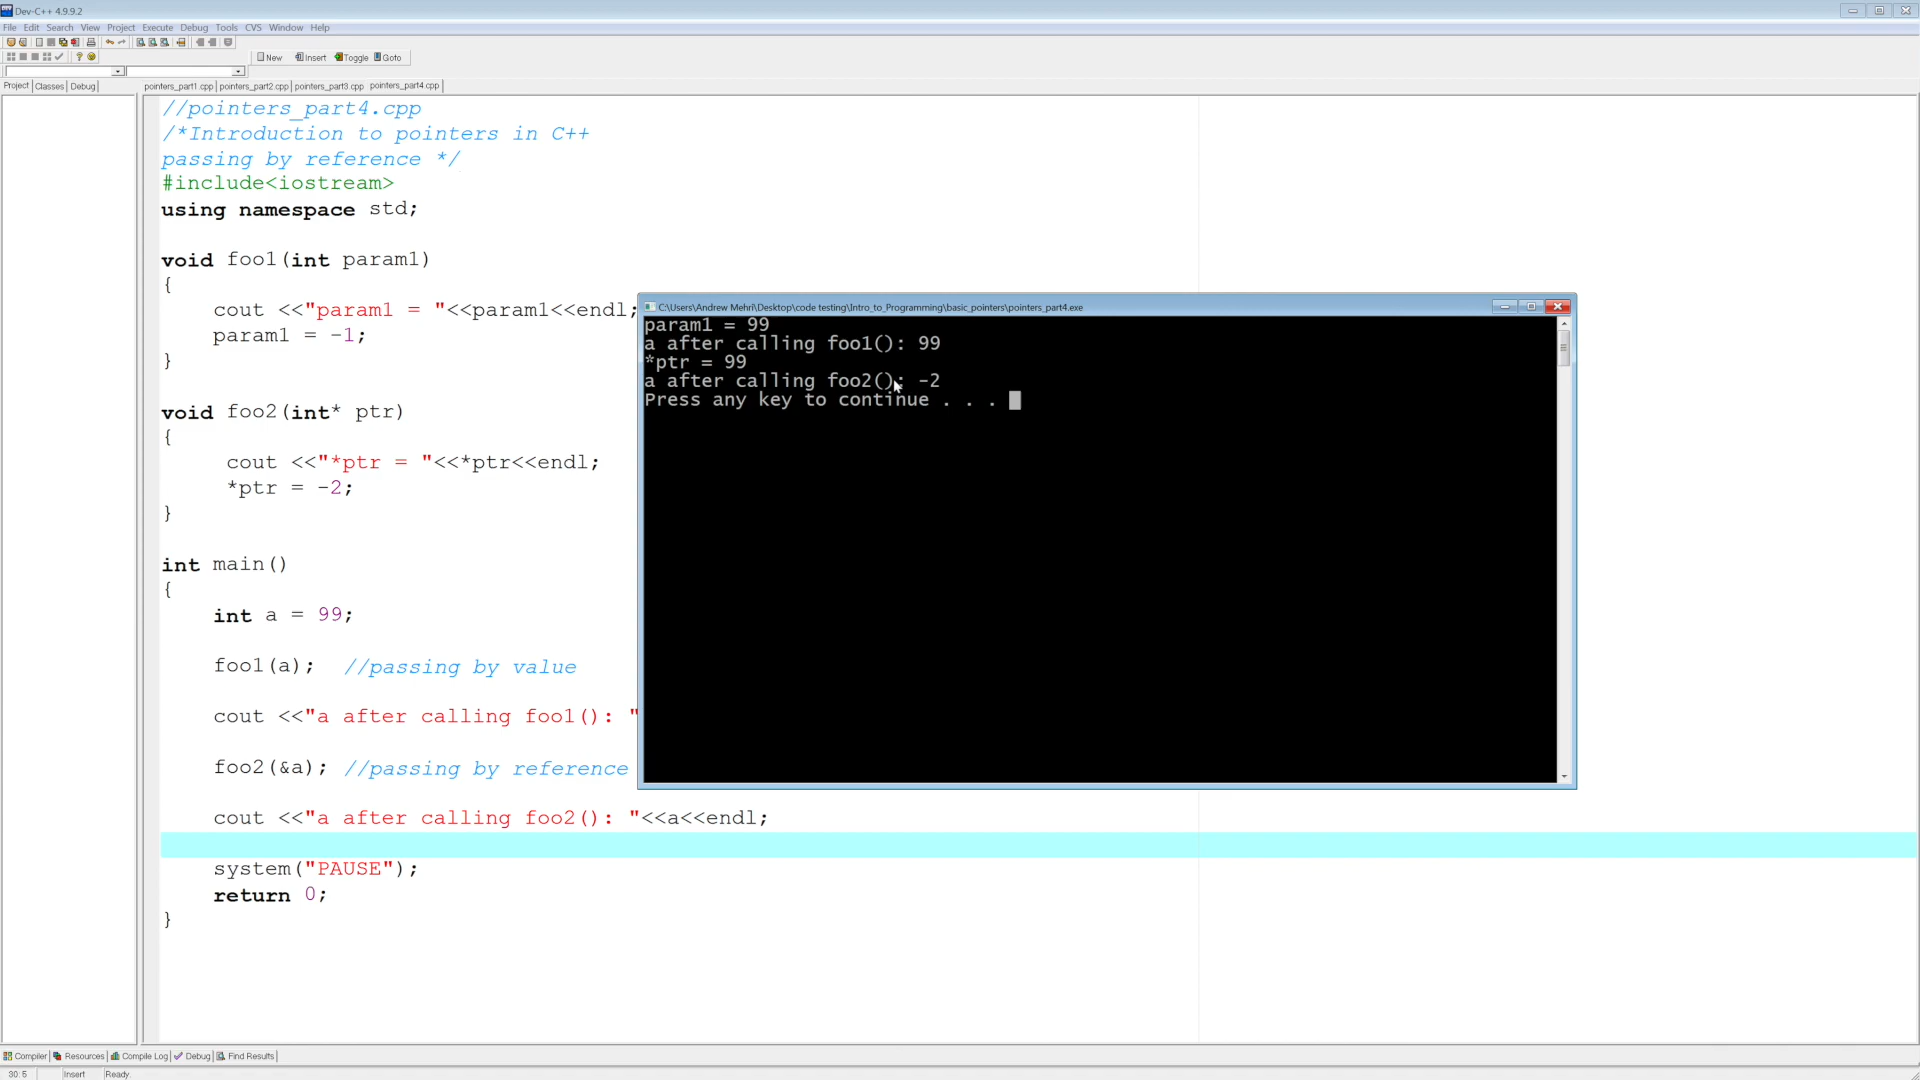 Dev-C++ 4.9.9.2
File Edit Search View Project Execute Debug Tools CVS Window Help
New Insert Toggle Goto
Project Classes Debug pointers_part1.cpp pointers_part2.cpp pointers_part3.cpp pointers_part4.cpp
//pointers_part4.cpp
/*Introduction to pointers in C++
passing by reference */
#include<iostream>
using namespace std;
void foo1(int param1)
{
cout <<"param1 = "<<param1<<endl;
param1 = -1;
}
void foo2(int* ptr)
{
cout <<"*ptr = "<<*ptr<<endl;
*ptr = -2;
}
int main()
{
int a = 99;
foo1(a); //passing by value
cout <<"a after calling foo1(): "
foo2(&a); //passing by reference
cout <<"a after calling foo2(): "<<a<<endl;
system("PAUSE");
return 0;
}
C:\Users\Andrew Mehri\Desktop\code testing\Intro_to_Programming\basic_pointers\pointers_part4.exe
param1 = 99
a after calling foo1(): 99
*ptr = 99
a after calling foo2(): -2
Press any key to continue . . .
Compiler Resources Compile Log Debug Find Results
30: 5 Insert Ready.